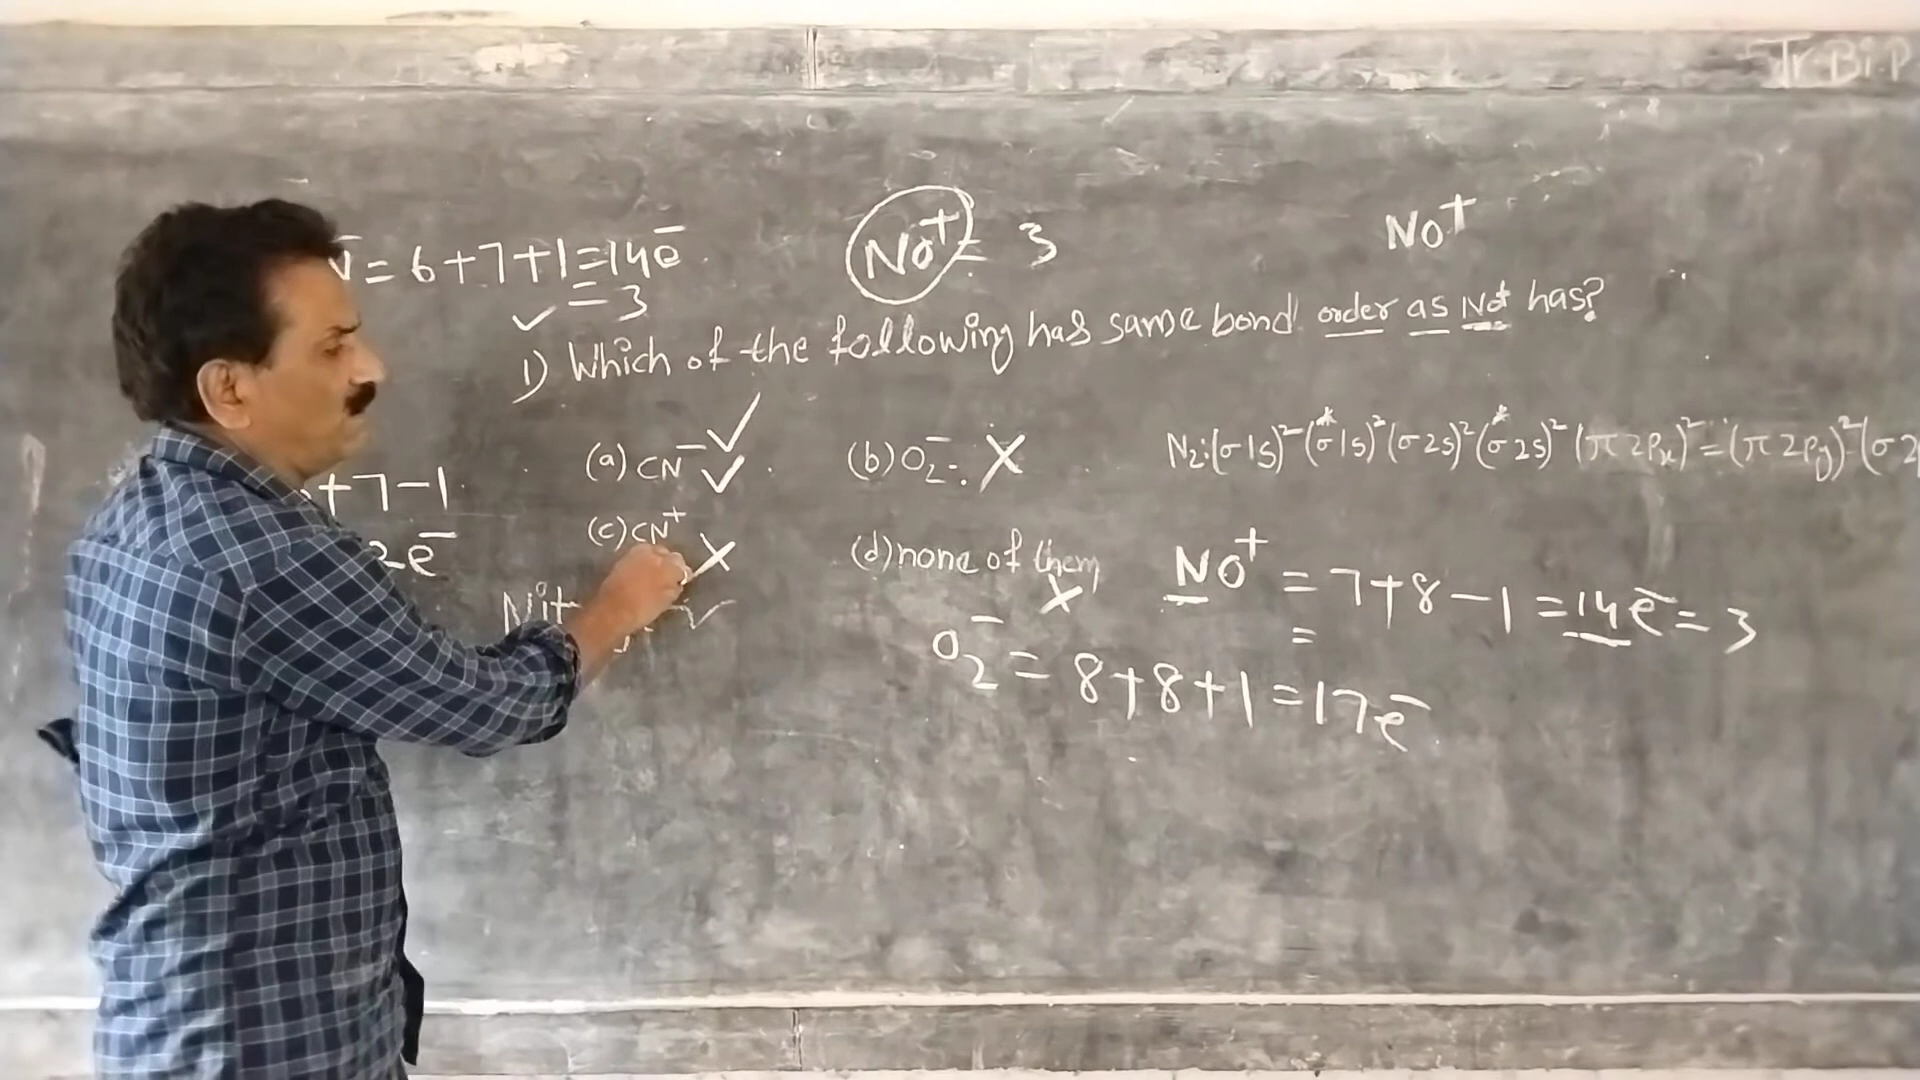 Tr. Bi. P
NO⁺ = 3
NO⁺
= 6+7+1=14e⁻
= 3
1) Which of the following has same bond order as NO⁺ has?
(a) CN⁻ (b) O₂⁻.
N₂:(σ1s)²(σ*1s)²(σ2s)²(σ*2s)²(π2Pₓ)²=(π2Py)²(σ2
+7-1
2e⁻
(c) CN⁺ (d) none of them
NO⁺ = 7+8-1 =14e⁻= 3
=
Nit
O₂⁻ = 8+8+1=17e⁻